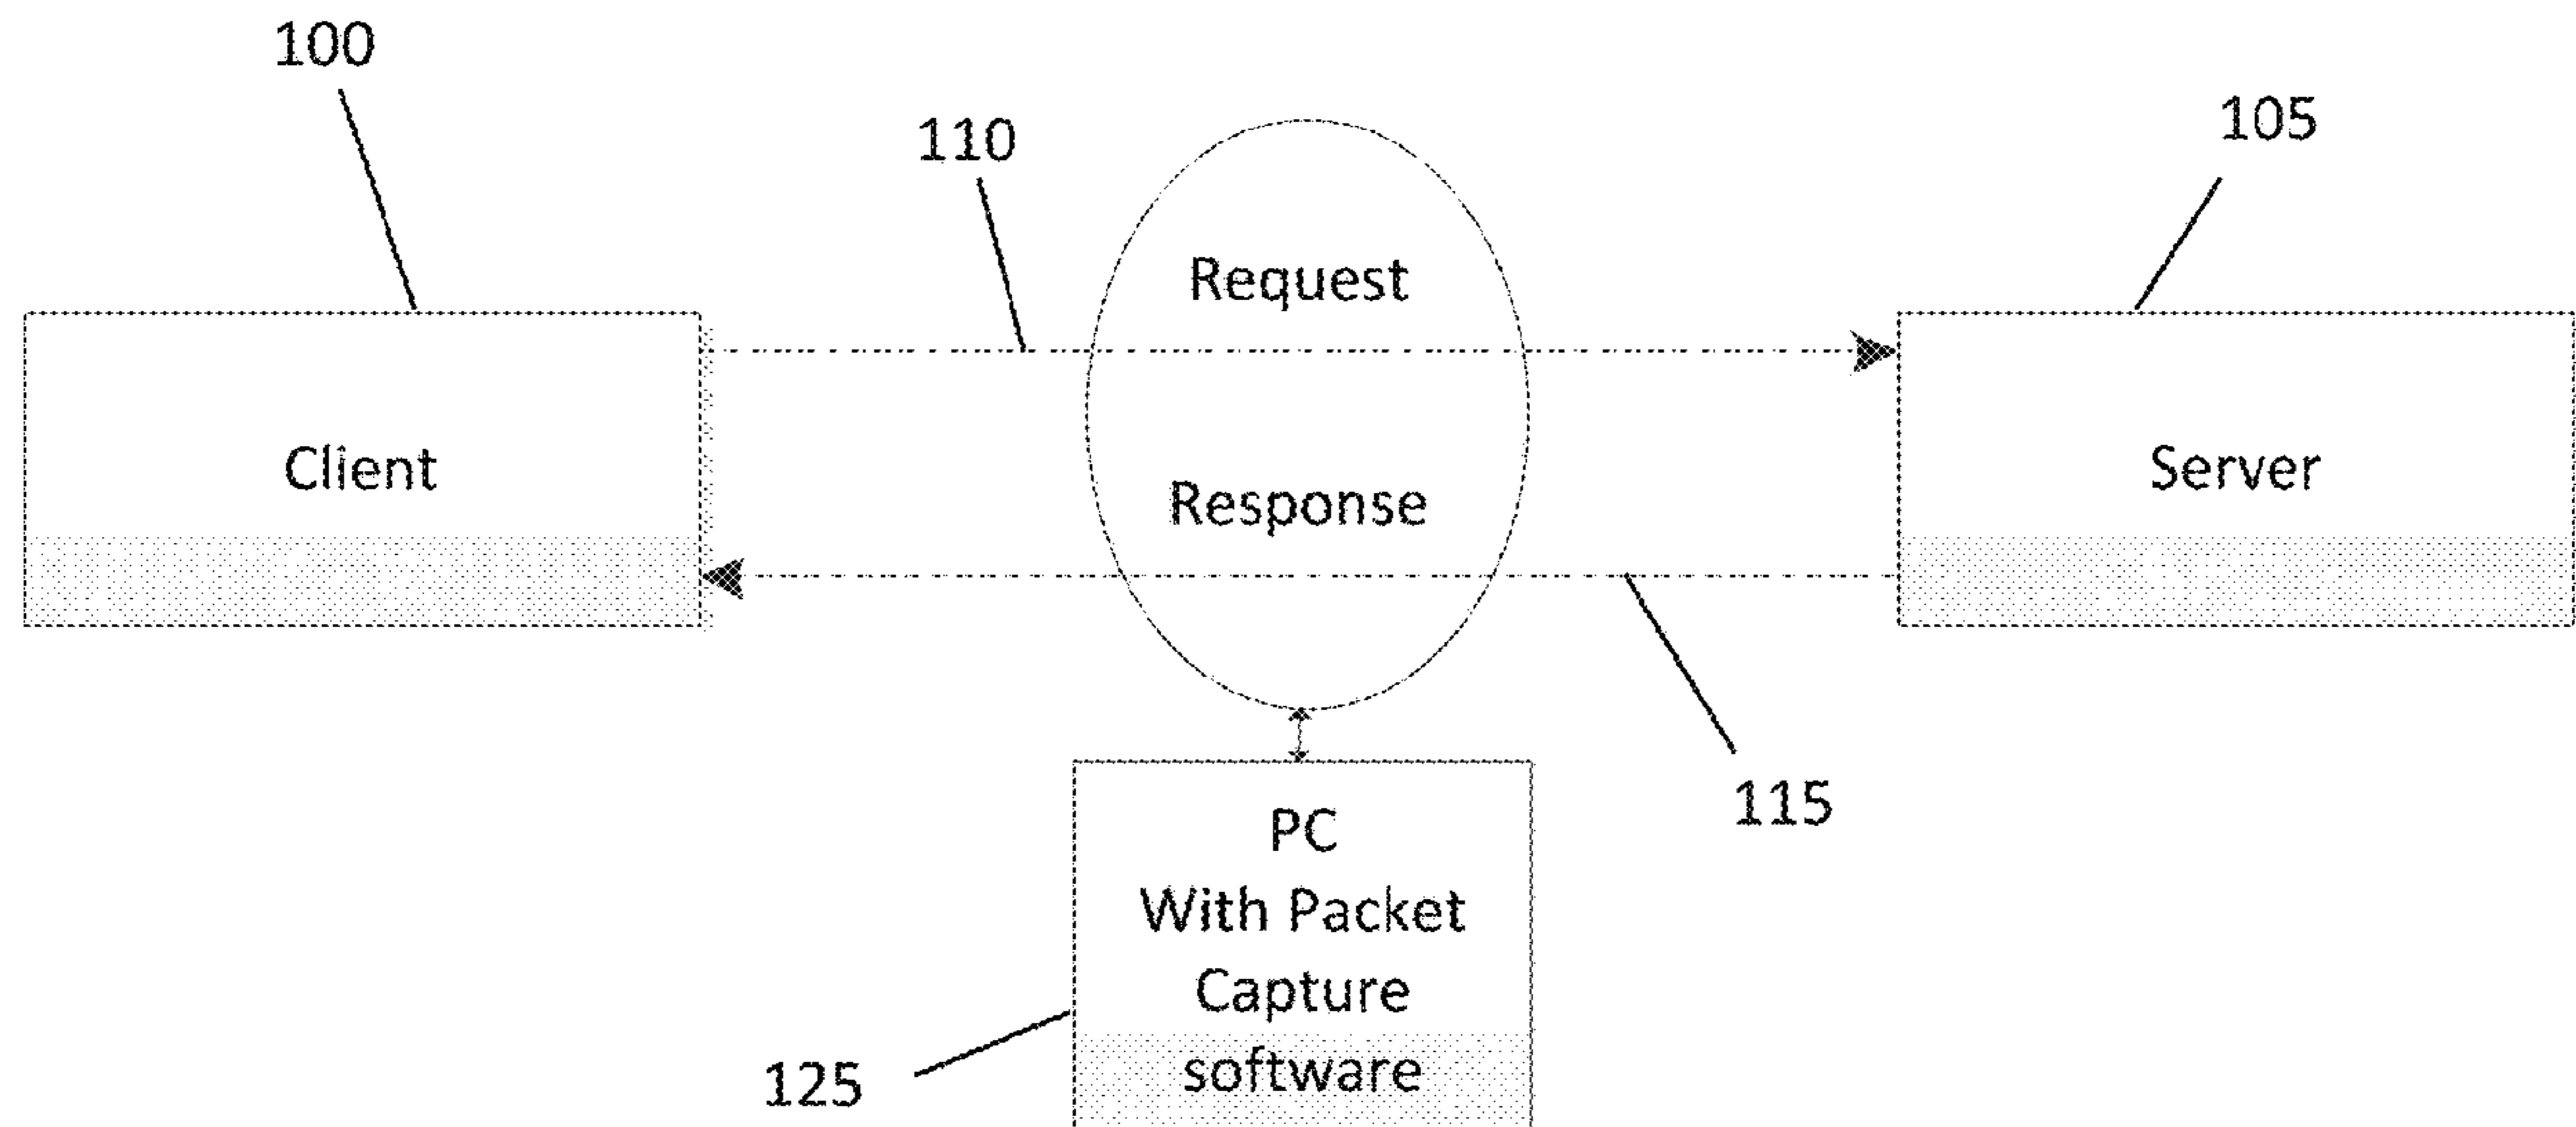 100
105
110
Request
Client
Server
Response
115
PC
With Packet
Capture
software
125